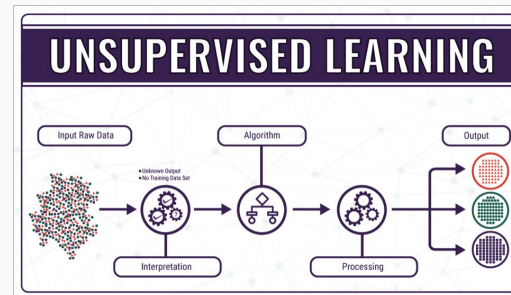 UNSUPERVISED LEARNING
Input Raw Data
Algorithm
Output
• Unknown Output
• No Training Data Set
Interpretation
Processing